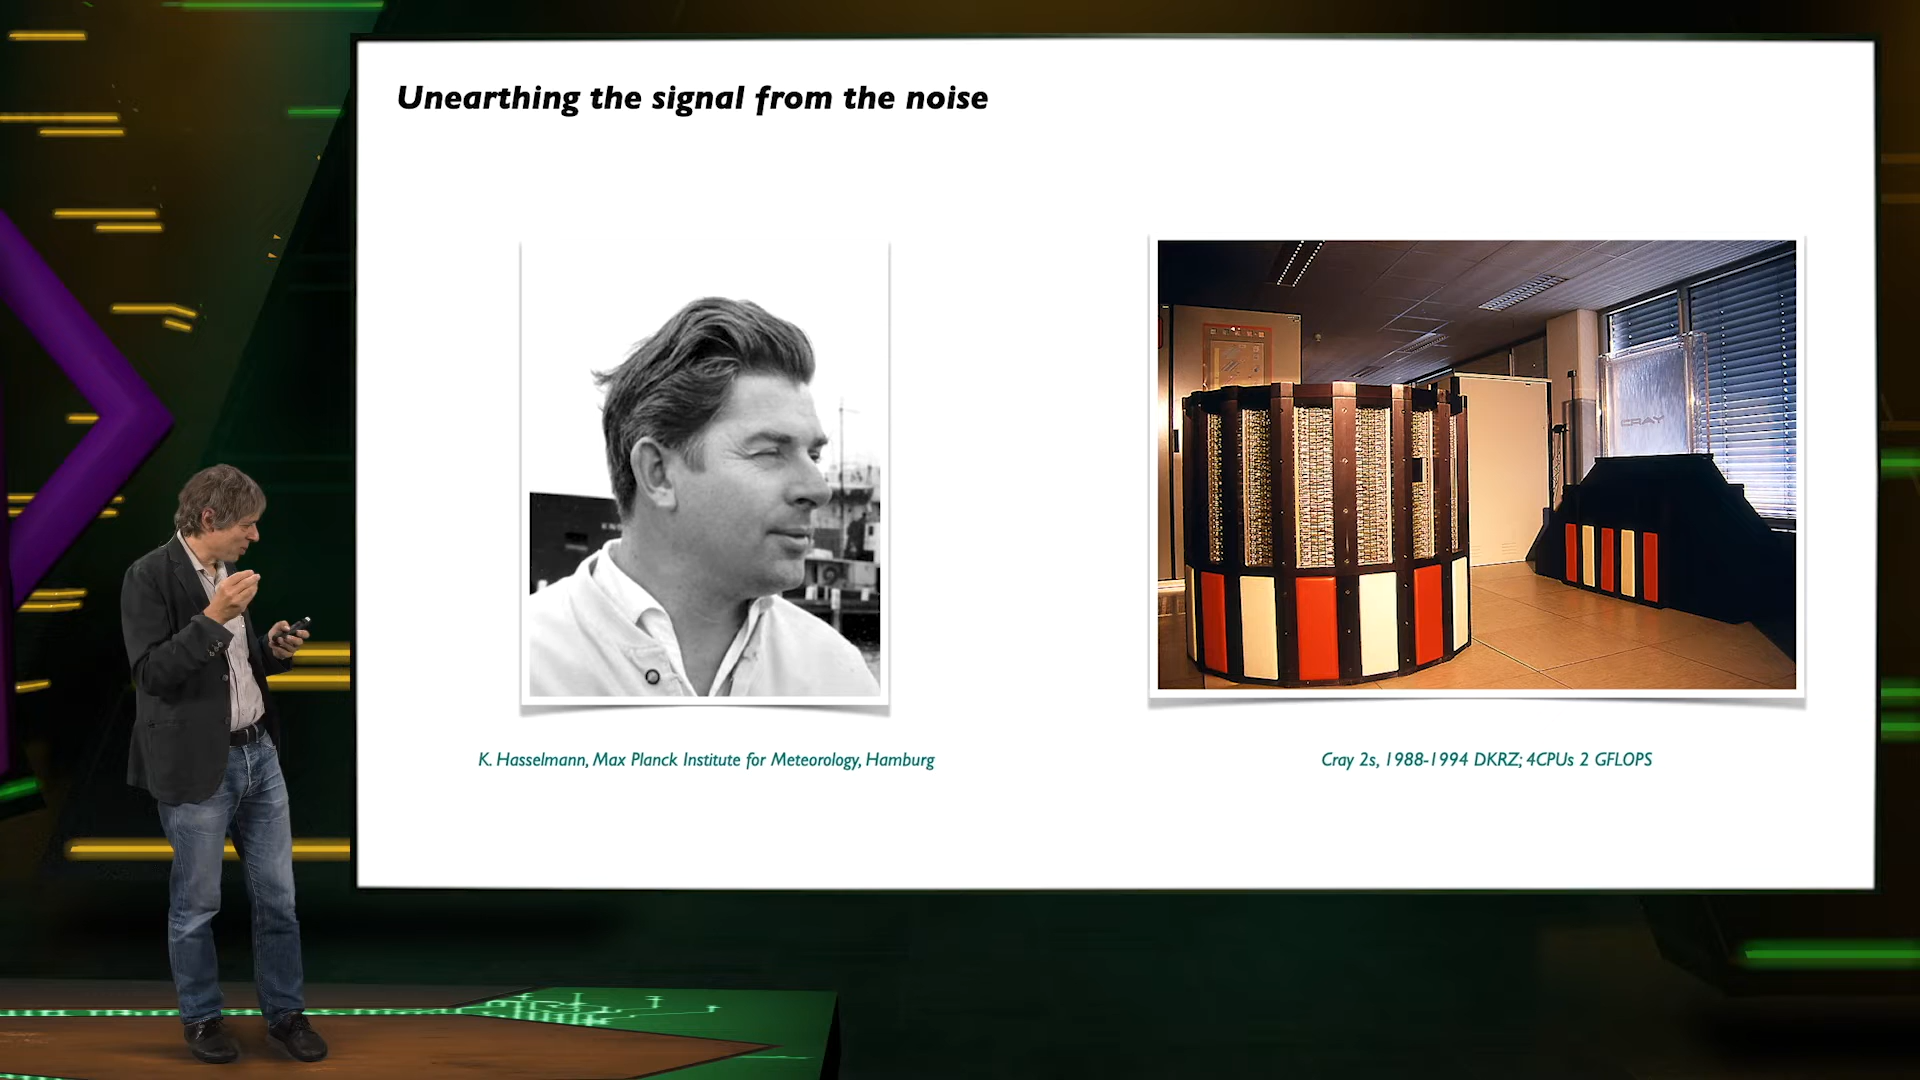 Unearthing the signal from the noise
CRAY
K. Hasselmann, Max Planck Institute for Meteorology, Hamburg
Cray 2s, 1988-1994 DKRZ; 4CPUs 2 GFLOPS